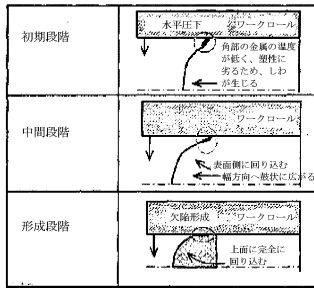 初期段階
水平圧下
ワークロール
角部の金属の温度
が低く、塑性に
劣るため、しわ
が生じる
中間段階
ワークロール
表面側に回り込む
幅方向へ鼓状に広がる
形成段階
欠陥形成
ワークロール
上面に完全に
回り込む